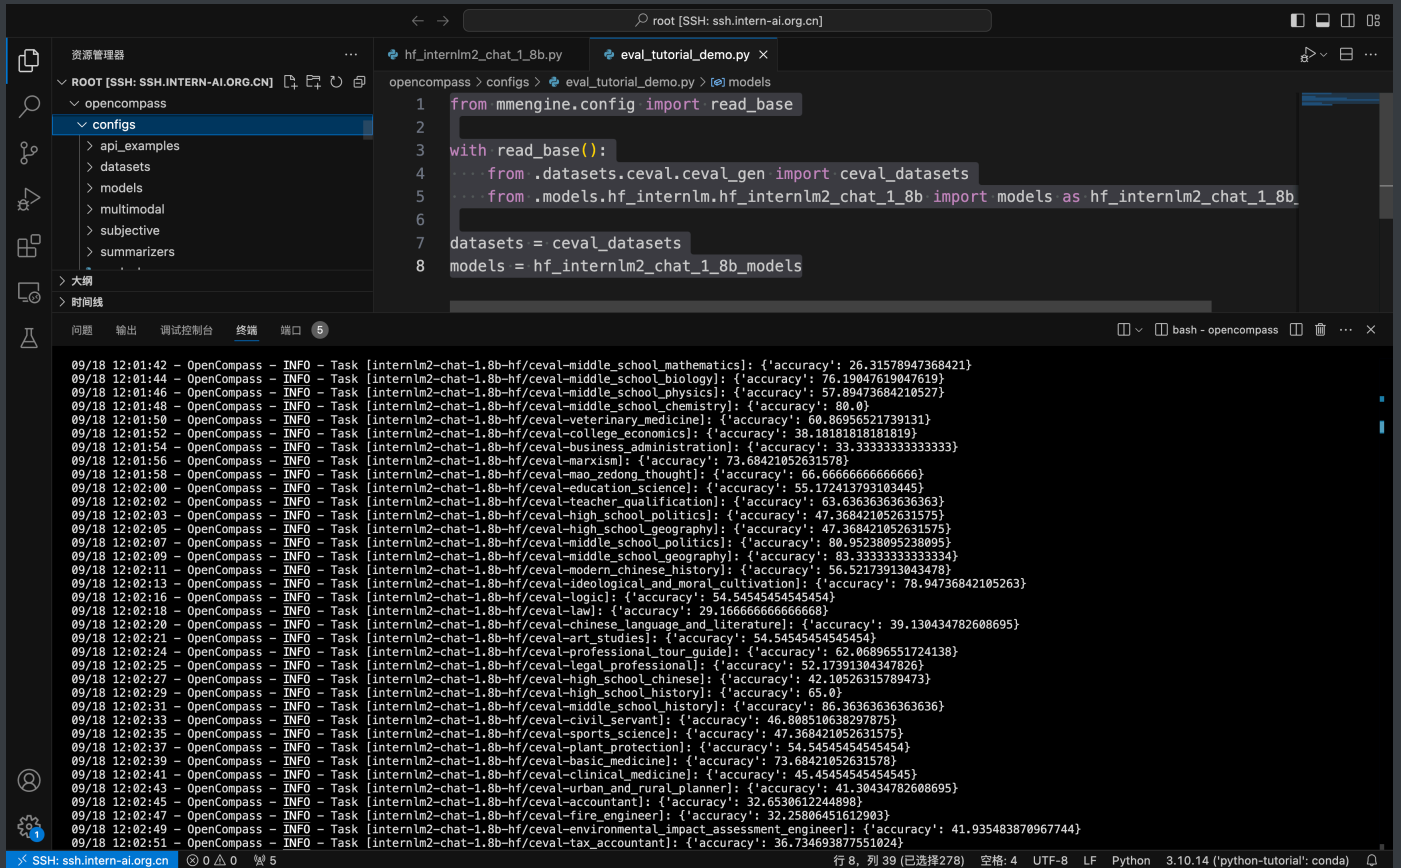 root [SSH: ssh.intern-ai.org.cn]
资源管理器
hf_internlm2_chat_1_8b.py
eval_tutorial_demo.py
ROOT [SSH: SSH.INTERN-AI.ORG.CN]
opencompass > configs > eval_tutorial_demo.py > models
opencompass
configs
api_examples
datasets
models
multimodal
subjective
summarizers
大纲
时间线
1 from mmengine.config import read_base
2
3 with read_base():
4 from .datasets.ceval.ceval_gen import ceval_datasets
5 from .models.hf_internlm.hf_internlm2_chat_1_8b import models as hf_internlm2_chat_1_8b_
6
7 datasets = ceval_datasets
8 models = hf_internlm2_chat_1_8b_models
问题 输出 调试控制台 终端 端口 5
bash - opencompass
09/18 12:01:42 - OpenCompass - INFO - Task [internlm2-chat-1.8b-hf/ceval-middle_school_mathematics]: {'accuracy': 26.31578947368421}
09/18 12:01:44 - OpenCompass - INFO - Task [internlm2-chat-1.8b-hf/ceval-middle_school_biology]: {'accuracy': 76.19047619047619}
09/18 12:01:46 - OpenCompass - INFO - Task [internlm2-chat-1.8b-hf/ceval-middle_school_physics]: {'accuracy': 57.89473684210527}
09/18 12:01:48 - OpenCompass - INFO - Task [internlm2-chat-1.8b-hf/ceval-middle_school_chemistry]: {'accuracy': 80.0}
09/18 12:01:50 - OpenCompass - INFO - Task [internlm2-chat-1.8b-hf/ceval-veterinary_medicine]: {'accuracy': 60.86956521739131}
09/18 12:01:52 - OpenCompass - INFO - Task [internlm2-chat-1.8b-hf/ceval-college_economics]: {'accuracy': 38.18181818181819}
09/18 12:01:54 - OpenCompass - INFO - Task [internlm2-chat-1.8b-hf/ceval-business_administration]: {'accuracy': 33.33333333333333}
09/18 12:01:56 - OpenCompass - INFO - Task [internlm2-chat-1.8b-hf/ceval-marxism]: {'accuracy': 73.68421052631578}
09/18 12:01:58 - OpenCompass - INFO - Task [internlm2-chat-1.8b-hf/ceval-mao_zedong_thought]: {'accuracy': 66.66666666666666}
09/18 12:02:00 - OpenCompass - INFO - Task [internlm2-chat-1.8b-hf/ceval-education_science]: {'accuracy': 55.172413793103445}
09/18 12:02:02 - OpenCompass - INFO - Task [internlm2-chat-1.8b-hf/ceval-teacher_qualification]: {'accuracy': 63.63636363636363}
09/18 12:02:03 - OpenCompass - INFO - Task [internlm2-chat-1.8b-hf/ceval-high_school_politics]: {'accuracy': 47.368421052631575}
09/18 12:02:05 - OpenCompass - INFO - Task [internlm2-chat-1.8b-hf/ceval-high_school_geography]: {'accuracy': 47.368421052631575}
09/18 12:02:07 - OpenCompass - INFO - Task [internlm2-chat-1.8b-hf/ceval-middle_school_politics]: {'accuracy': 80.95238095238095}
09/18 12:02:09 - OpenCompass - INFO - Task [internlm2-chat-1.8b-hf/ceval-middle_school_geography]: {'accuracy': 83.33333333333334}
09/18 12:02:11 - OpenCompass - INFO - Task [internlm2-chat-1.8b-hf/ceval-modern_chinese_history]: {'accuracy': 56.52173913043478}
09/18 12:02:13 - OpenCompass - INFO - Task [internlm2-chat-1.8b-hf/ceval-ideological_and_moral_cultivation]: {'accuracy': 78.94736842105263}
09/18 12:02:16 - OpenCompass - INFO - Task [internlm2-chat-1.8b-hf/ceval-logic]: {'accuracy': 54.54545454545454}
09/18 12:02:18 - OpenCompass - INFO - Task [internlm2-chat-1.8b-hf/ceval-law]: {'accuracy': 29.166666666666668}
09/18 12:02:20 - OpenCompass - INFO - Task [internlm2-chat-1.8b-hf/ceval-chinese_language_and_literature]: {'accuracy': 39.130434782608695}
09/18 12:02:21 - OpenCompass - INFO - Task [internlm2-chat-1.8b-hf/ceval-art_studies]: {'accuracy': 54.54545454545454}
09/18 12:02:24 - OpenCompass - INFO - Task [internlm2-chat-1.8b-hf/ceval-professional_tour_guide]: {'accuracy': 62.06896551724138}
09/18 12:02:25 - OpenCompass - INFO - Task [internlm2-chat-1.8b-hf/ceval-legal_professional]: {'accuracy': 52.17391304347826}
09/18 12:02:27 - OpenCompass - INFO - Task [internlm2-chat-1.8b-hf/ceval-high_school_chinese]: {'accuracy': 42.10526315789473}
09/18 12:02:29 - OpenCompass - INFO - Task [internlm2-chat-1.8b-hf/ceval-high_school_history]: {'accuracy': 65.0}
09/18 12:02:31 - OpenCompass - INFO - Task [internlm2-chat-1.8b-hf/ceval-middle_school_history]: {'accuracy': 86.36363636363636}
09/18 12:02:33 - OpenCompass - INFO - Task [internlm2-chat-1.8b-hf/ceval-civil_servant]: {'accuracy': 46.808510638297875}
09/18 12:02:35 - OpenCompass - INFO - Task [internlm2-chat-1.8b-hf/ceval-sports_science]: {'accuracy': 47.368421052631575}
09/18 12:02:37 - OpenCompass - INFO - Task [internlm2-chat-1.8b-hf/ceval-plant_protection]: {'accuracy': 54.54545454545454}
09/18 12:02:39 - OpenCompass - INFO - Task [internlm2-chat-1.8b-hf/ceval-basic_medicine]: {'accuracy': 73.68421052631578}
09/18 12:02:41 - OpenCompass - INFO - Task [internlm2-chat-1.8b-hf/ceval-clinical_medicine]: {'accuracy': 45.45454545454545}
09/18 12:02:43 - OpenCompass - INFO - Task [internlm2-chat-1.8b-hf/ceval-urban_and_rural_planner]: {'accuracy': 41.30434782608695}
09/18 12:02:45 - OpenCompass - INFO - Task [internlm2-chat-1.8b-hf/ceval-accountant]: {'accuracy': 32.6530612244898}
09/18 12:02:47 - OpenCompass - INFO - Task [internlm2-chat-1.8b-hf/ceval-fire_engineer]: {'accuracy': 32.25806451612903}
09/18 12:02:49 - OpenCompass - INFO - Task [internlm2-chat-1.8b-hf/ceval-environmental_impact_assessment_engineer]: {'accuracy': 41.935483870967744}
09/18 12:02:51 - OpenCompass - INFO - Task [internlm2-chat-1.8b-hf/ceval-tax_accountant]: {'accuracy': 36.734693877551024}
1
SSH: ssh.intern-ai.org.cn 0 0 5 行 8, 列 39 (已选择278) 空格: 4 UTF-8 LF Python 3.10.14 ('python-tutorial': conda)